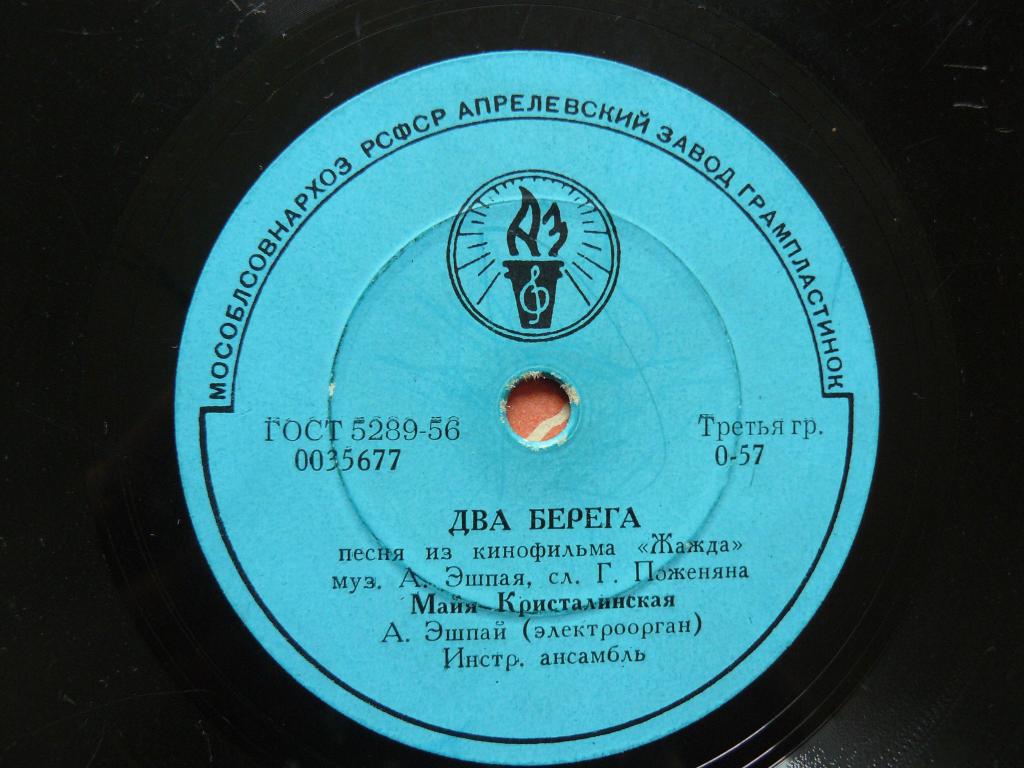 МОСОБЛСОВНАРХОЗ РСФСР АПРЕЛЕВСКИЙ ЗАВОД ГРАМПЛАСТИНОК
АЗ
ГОСТ 5289-56
0035677
Третья гр.
0-57
ДВА БЕРЕГА
песня из кинофильма «Жажда»
муз. А. Эшпая, сл. Г. Поженяна
Майя Кристалинская
А. Эшпай (электроорган)
Инстр. ансамбль